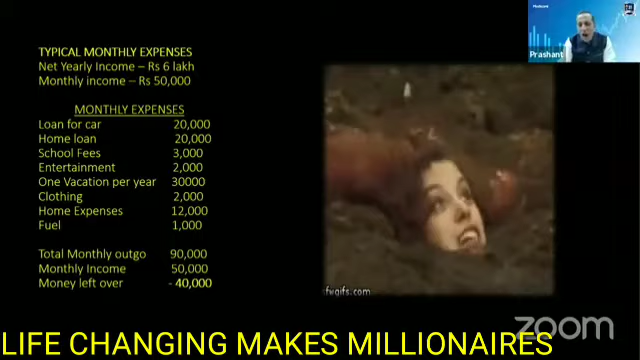 TYPICAL MONTHLY EXPENSES
Net Yearly Income – Rs 6 lakh
Monthly income – Rs 50,000
MONTHLY EXPENSES
Loan for car 20,000
Home loan 20,000
School Fees 3,000
Entertainment 2,000
One Vacation per year 30000
Clothing 2,000
Home Expenses 12,000
Fuel 1,000
Total Monthly outgo 90,000
Monthly Income 50,000
Money left over - 40,000
Prashant
zoom
LIFE CHANGING MAKES MILLIONAIRES